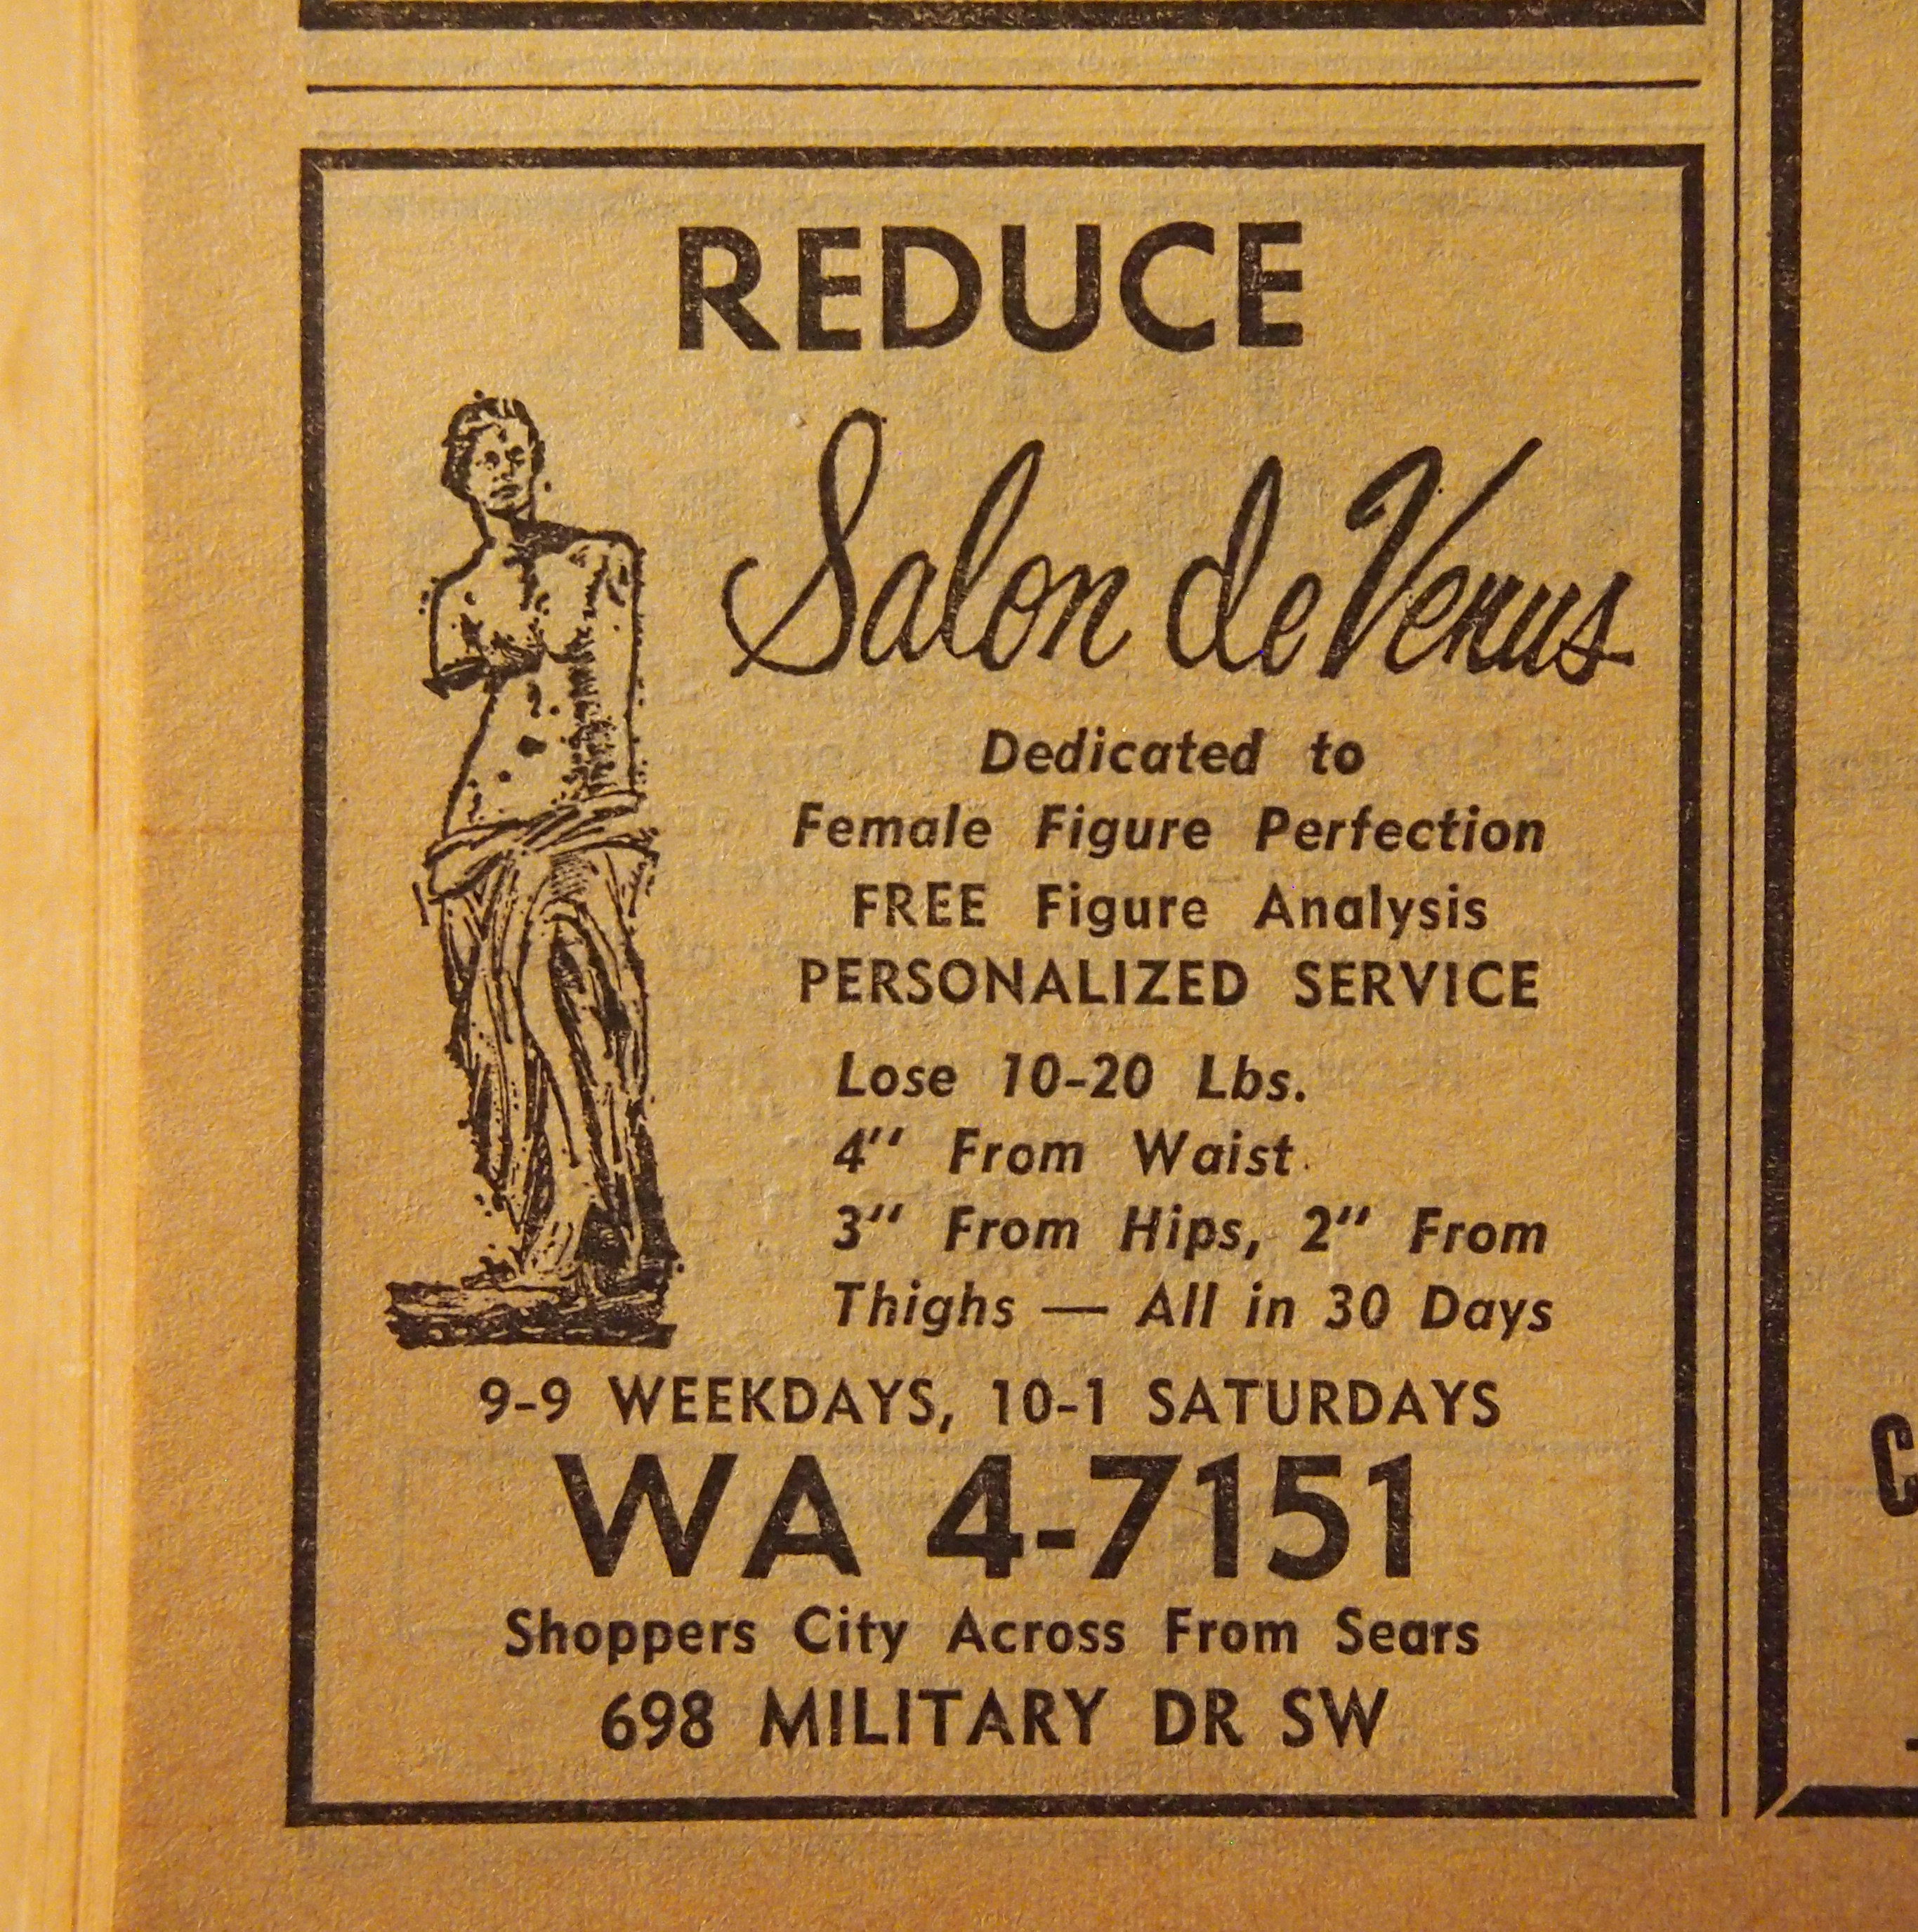 REDUCE
Salon de Venus
Dedicated to
Female Figure Perfection
FREE Figure Analysis
PERSONALIZED SERVICE
Lose 10-20 Lbs.
4" From Waist
3" From Hips, 2" From
Thighs — All in 30 Days
9-9 WEEKDAYS, 10-1 SATURDAYS
WA 4-7151
Shoppers City Across From Sears
698 MILITARY DR SW